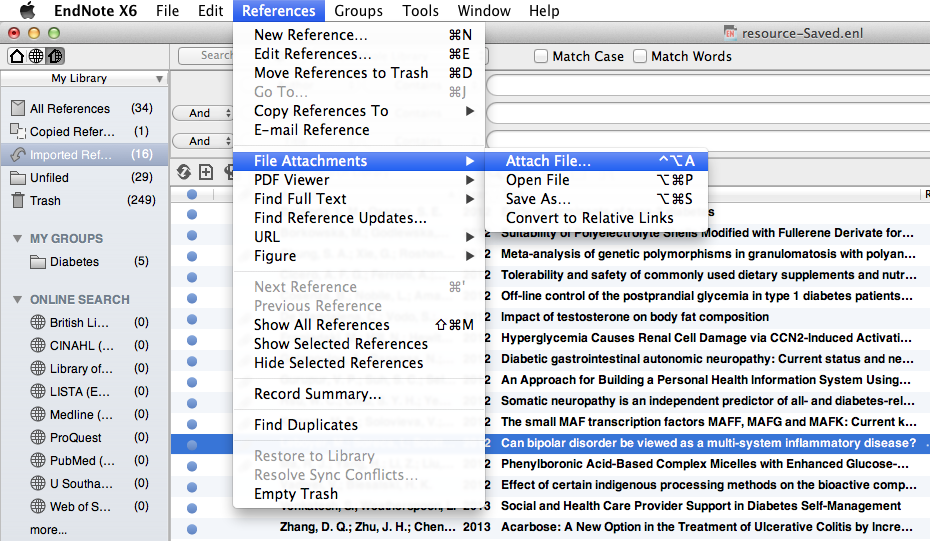 EndNote X6 File Edit References Groups Tools Window Help
resource-Saved.enl
Search
Match Case Match Words
My Library
All References (34)
Copied Refer... (1)
Imported Ref... (16)
Unfiled (29)
Trash (249)
MY GROUPS
Diabetes (5)
ONLINE SEARCH
British Li... (0)
CINAHL (... (0)
Library of... (0)
LISTA (E... (0)
Medline (... (0)
ProQuest (0)
PubMed (... (0)
U Southa... (0)
Web of S... (0)
more...
And
And
New Reference... ⌘N
Edit References... ⌘E
Move References to Trash ⌘D
Go To... ⌘J
Copy References To
E-mail Reference
File Attachments
PDF Viewer
Find Full Text
Find Reference Updates...
URL
Figure
Next Reference ⌘'
Previous Reference
Show All References ⇧⌘M
Show Selected References
Hide Selected References
Record Summary...
Find Duplicates
Restore to Library
Resolve Sync Conflicts...
Empty Trash
Attach File... ^⌥A
Open File ⌥⌘P
Save As... ⌥⌘S
Convert to Relative Links
R
s
Suitability of Polyelectrolyte Shells Modified with Fullerene Derivate for...
2 Meta-analysis of genetic polymorphisms in granulomatosis with polyan...
2 Tolerability and safety of commonly used dietary supplements and nutr...
2 Off-line control of the postprandial glycemia in type 1 diabetes patients...
2 Impact of testosterone on body fat composition
2 Hyperglycemia Causes Renal Cell Damage via CCN2-Induced Activati...
2 Diabetic gastrointestinal autonomic neuropathy: Current status and ne...
2 An Approach for Building a Personal Health Information System Using...
2 Somatic neuropathy is an independent predictor of all- and diabetes-rel...
2 The small MAF transcription factors MAFF, MAFG and MAFK: Current k...
2 Can bipolar disorder be viewed as a multi-system inflammatory disease? .
2 Phenylboronic Acid-Based Complex Micelles with Enhanced Glucose-...
2 Effect of certain indigenous processing methods on the bioactive comp...
2013 Social and Health Care Provider Support in Diabetes Self-Management
Zhang, D. Q.; Zhu, J. H.; Chen... 2013 Acarbose: A New Option in the Treatment of Ulcerative Colitis by Incre...